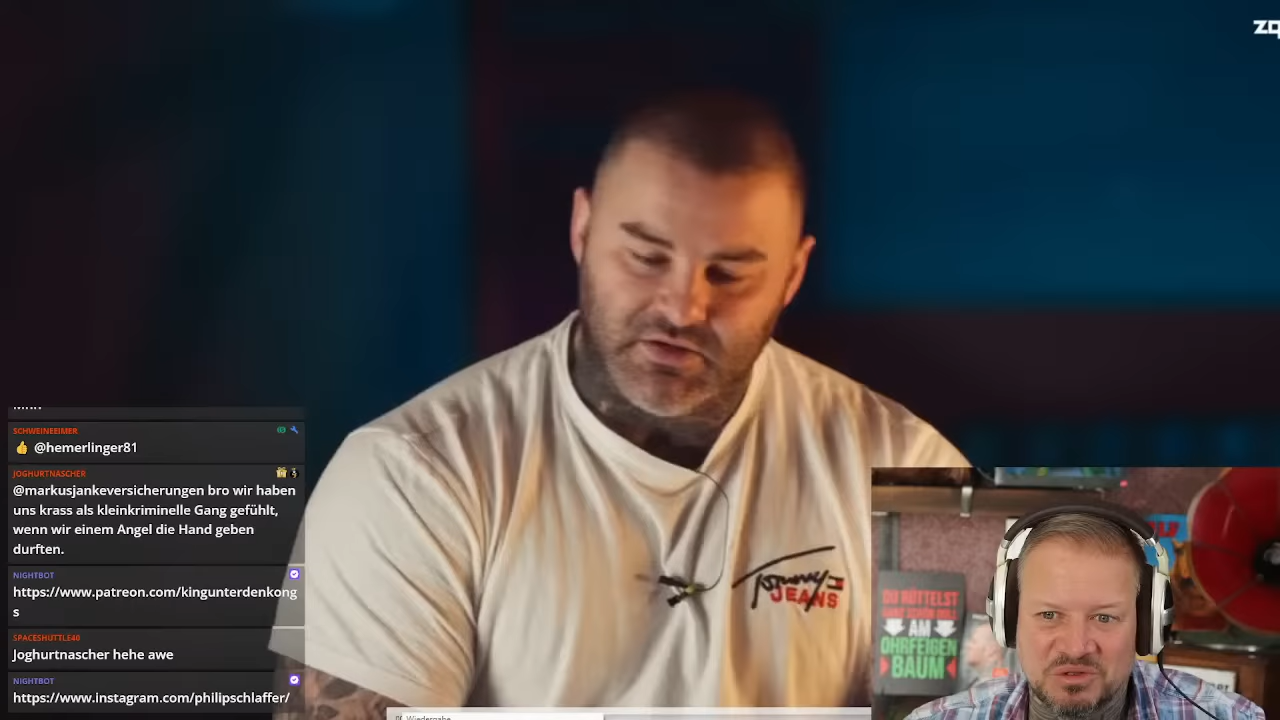 SCHWEINEEIMER
👍 @hemerlinger81
JOGHURTNASCHER
@markusjankeversicherungen bro wir haben
uns krass als kleinkriminelle Gang gefühlt,
wenn wir einem Angel die Hand geben
durften.
NIGHTBOT
https://www.patreon.com/kingunterdenkong
s
SPACESHUTTLE40
Joghurtnascher hehe awe
NIGHTBOT
https://www.instagram.com/philipschlaffer/
Tommy
JEANS
DU RÜTTELST
AM
OHRFEIGEN
BAUM
Wiedergabe